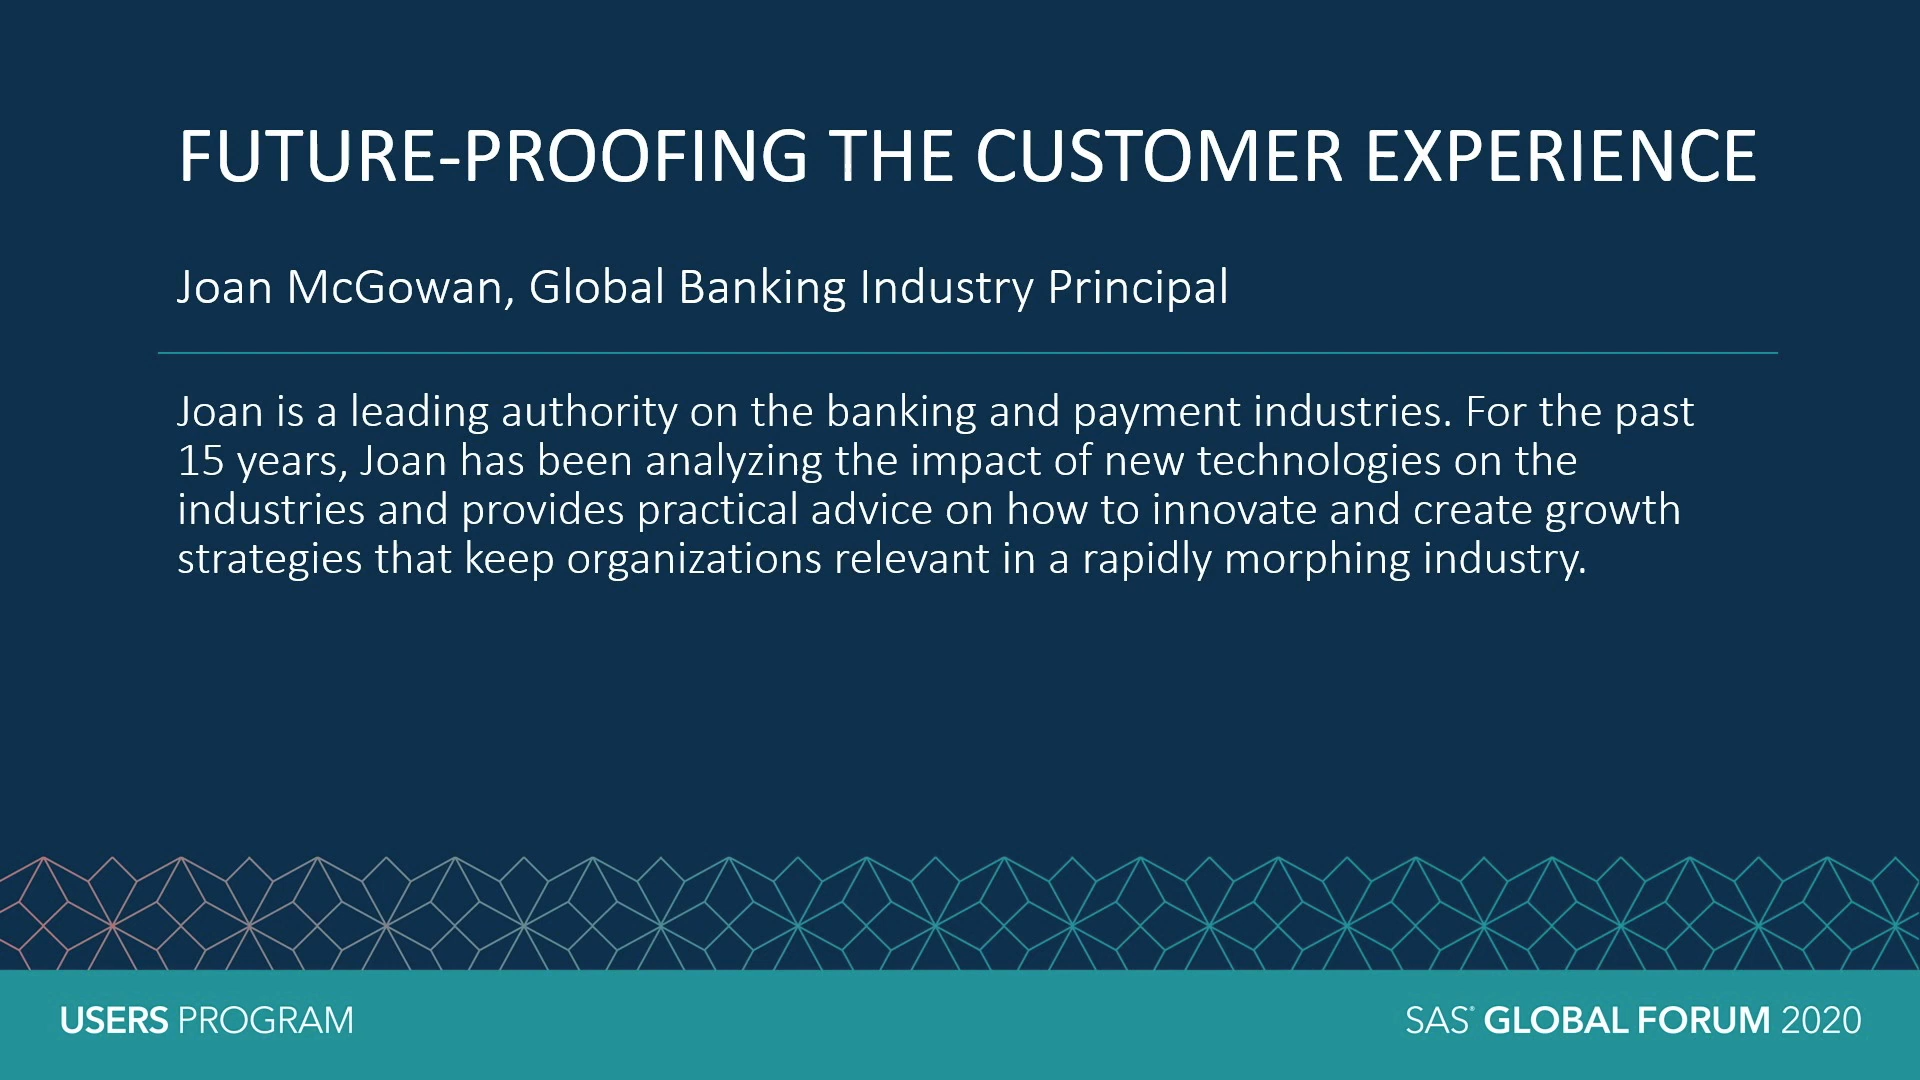 FUTURE-PROOFING THE CUSTOMER EXPERIENCE
Joan McGowan, Global Banking Industry Principal
Joan is a leading authority on the banking and payment industries. For the past
15 years, Joan has been analyzing the impact of new technologies on the
industries and provides practical advice on how to innovate and create growth
strategies that keep organizations relevant in a rapidly morphing industry.
USERS PROGRAM
SAS® GLOBAL FORUM 2020